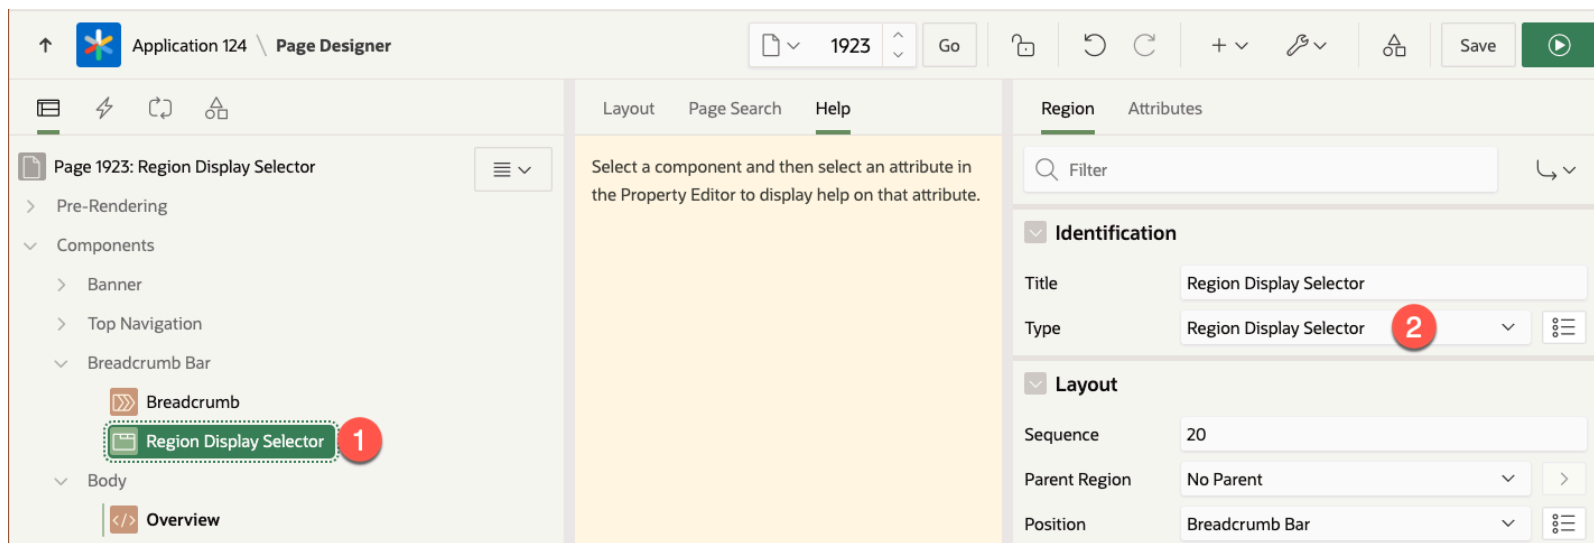 Application 124 \ Page Designer
1923
Go
Save
Page 1923: Region Display Selector
Pre-Rendering
Components
Banner
Top Navigation
Breadcrumb Bar
Breadcrumb
Region Display Selector 1
Body
</> Overview
Layout Page Search Help
Select a component and then select an attribute in
the Property Editor to display help on that attribute.
Region Attributes
Filter
Identification
Title Region Display Selector
Type Region Display Selector 2
Layout
Sequence 20
Parent Region No Parent
Position Breadcrumb Bar